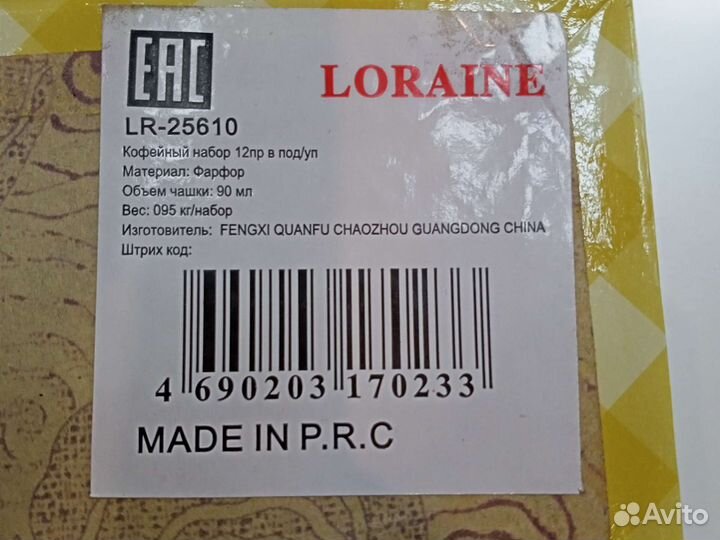 EAC
LORAINE
LR-25610
Кофейный набор 12пр в под/уп
Материал: Фарфор
Объем чашки: 90 мл
Вес: 095 кг/набор
Изготовитель: FENGXI QUANFU CHAOZHOU GUANGDONG CHINA
Штрих код:
4 690203 170233
MADE IN P.R.C
Avito